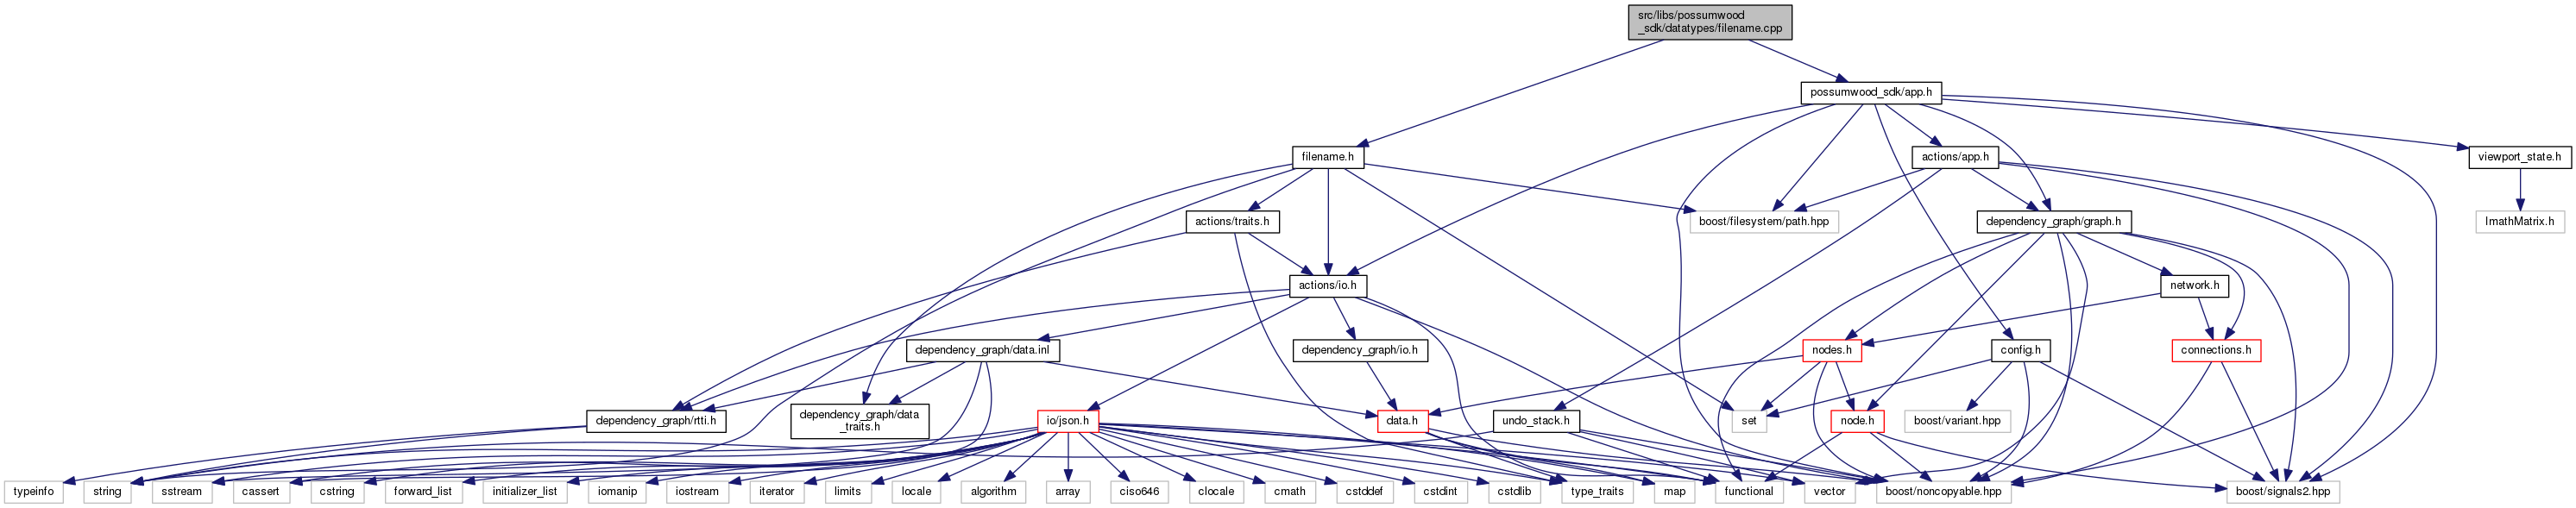 src/libs/possumwood
_sdk/datatypes/filename.cpp
possumwood_sdk/app.h
filename.h
actions/app.h
viewport_state.h
actions/traits.h
boost/filesystem/path.hpp
dependency_graph/graph.h
ImathMatrix.h
actions/io.h
network.h
dependency_graph/data.inl
dependency_graph/io.h
nodes.h
config.h
connections.h
dependency_graph/rtti.h
dependency_graph/data
_traits.h
io/json.h
data.h
undo_stack.h
set
node.h
boost/variant.hpp
typeinfo
string
sstream
cassert
cstring
forward_list
initializer_list
iomanip
iostream
iterator
limits
locale
algorithm
array
ciso646
clocale
cmath
cstddef
cstdint
cstdlib
type_traits
map
functional
vector
boost/noncopyable.hpp
boost/signals2.hpp